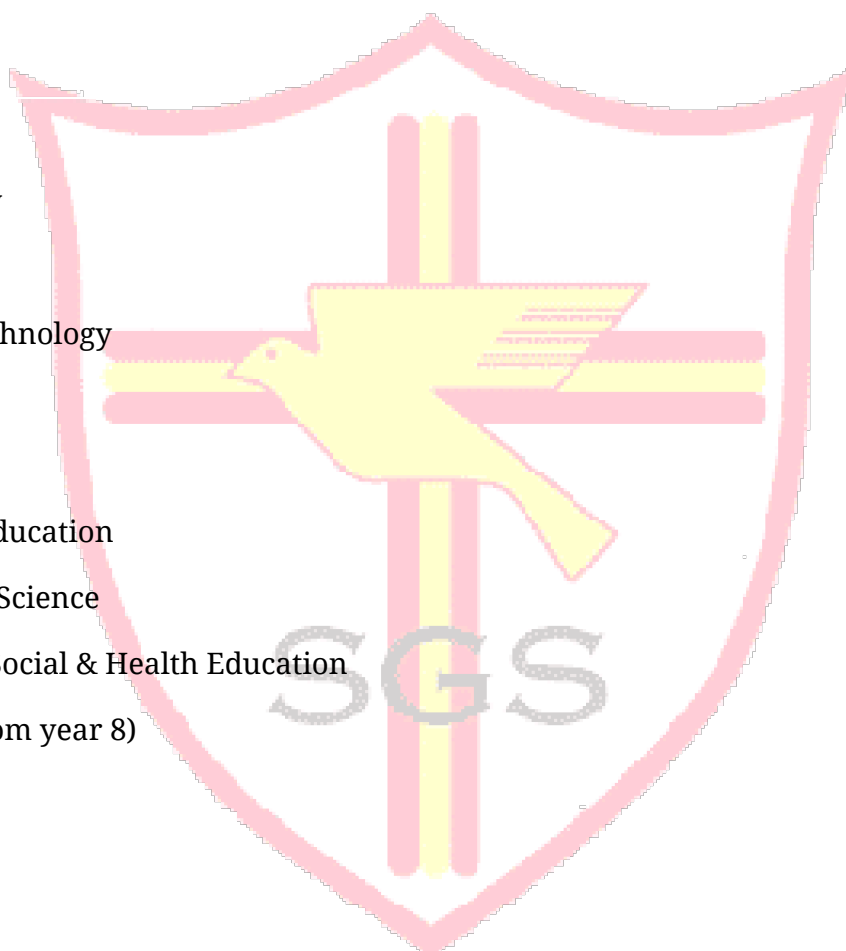 hnology
ducation
Science
ocial & Health Education
om year 8)
SGS